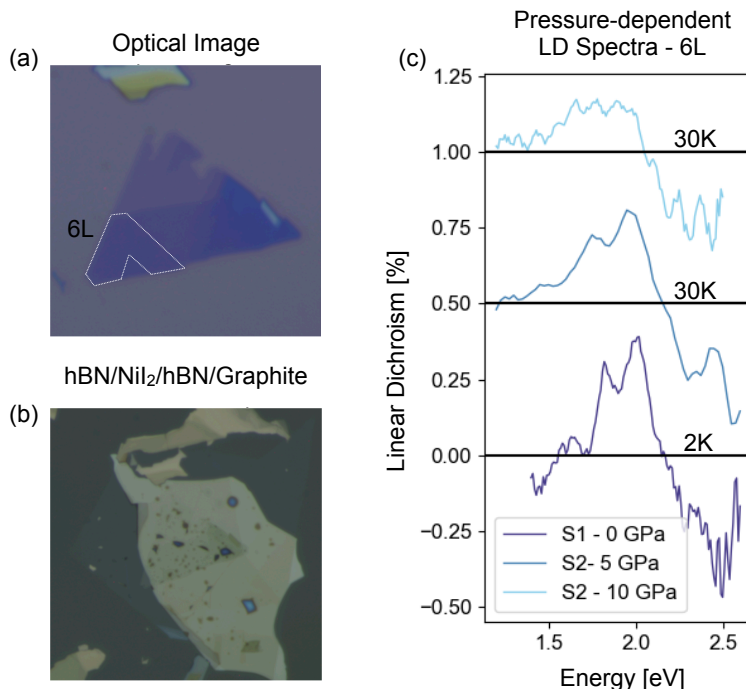 (a)
Optical Image
6L
hBN/NiI₂/hBN/Graphite
(b)
(c)
Pressure-dependent
LD Spectra - 6L
Linear Dichroism [%]
1.25
1.00
0.75
0.50
0.25
0.00
−0.25
−0.50
30K
30K
2K
S1 - 0 GPa
S2- 5 GPa
S2 - 10 GPa
1.5
2.0
2.5
Energy [eV]